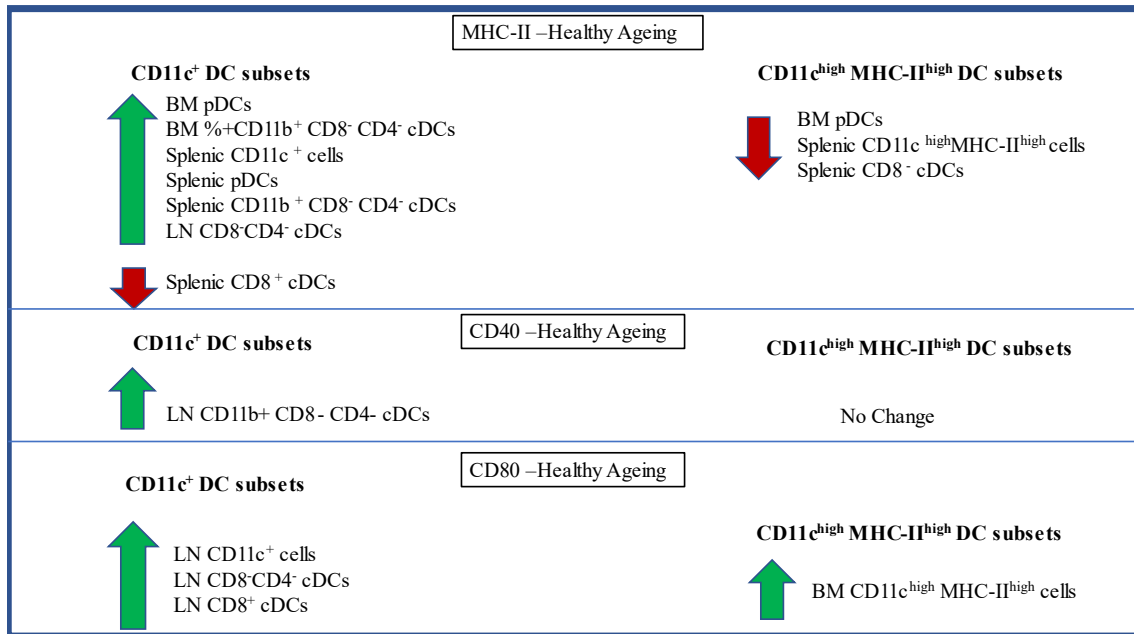 MHC-II –Healthy Ageing
CD11c⁺ DC subsets
BM pDCs
BM %+CD11b⁺ CD8⁻ CD4⁻ cDCs
Splenic CD11c ⁺ cells
Splenic pDCs
Splenic CD11b ⁺ CD8⁻ CD4⁻ cDCs
LN CD8⁻CD4⁻ cDCs
Splenic CD8 ⁺ cDCs
CD11cʰⁱᵍʰ MHC-IIʰⁱᵍʰ DC subsets
BM pDCs
Splenic CD11c ʰⁱᵍʰMHC-IIʰⁱᵍʰ cells
Splenic CD8 ⁻ cDCs
CD40 –Healthy Ageing
CD11c⁺ DC subsets
LN CD11b+ CD8- CD4- cDCs
CD11cʰⁱᵍʰ MHC-IIʰⁱᵍʰ DC subsets
No Change
CD80 –Healthy Ageing
CD11c⁺ DC subsets
LN CD11c⁺ cells
LN CD8⁻CD4⁻ cDCs
LN CD8⁺ cDCs
CD11cʰⁱᵍʰ MHC-IIʰⁱᵍʰ DC subsets
BM CD11cʰⁱᵍʰ MHC-IIʰⁱᵍʰ cells